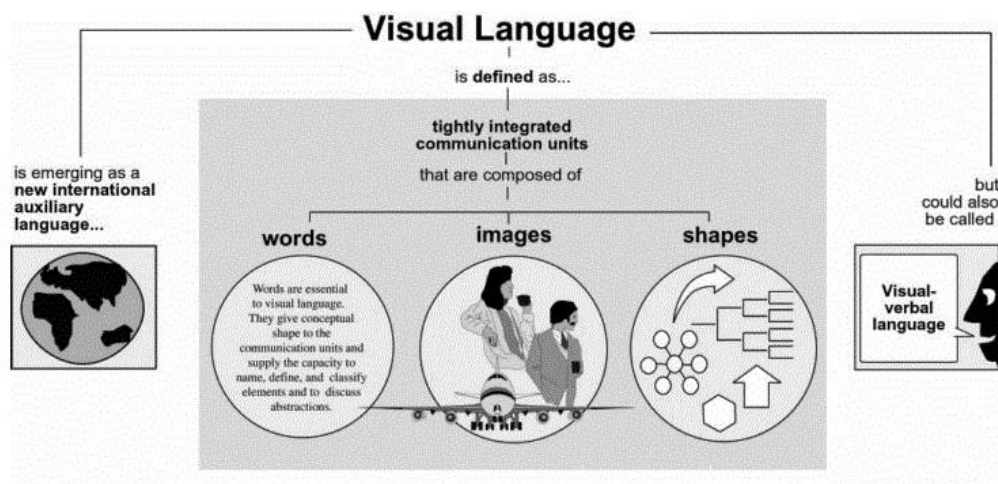 Visual Language
is defined as...
tightly integrated
communication units
that are composed of
is emerging as a
new international
auxiliary
language...
words
Words are essential
to visual language.
They give conceptual
shape to the
communication units and
supply the capacity to
name, define, and classify
elements and to discuss
abstractions.
images
shapes
but
could also
be called
Visual-
verbal
language